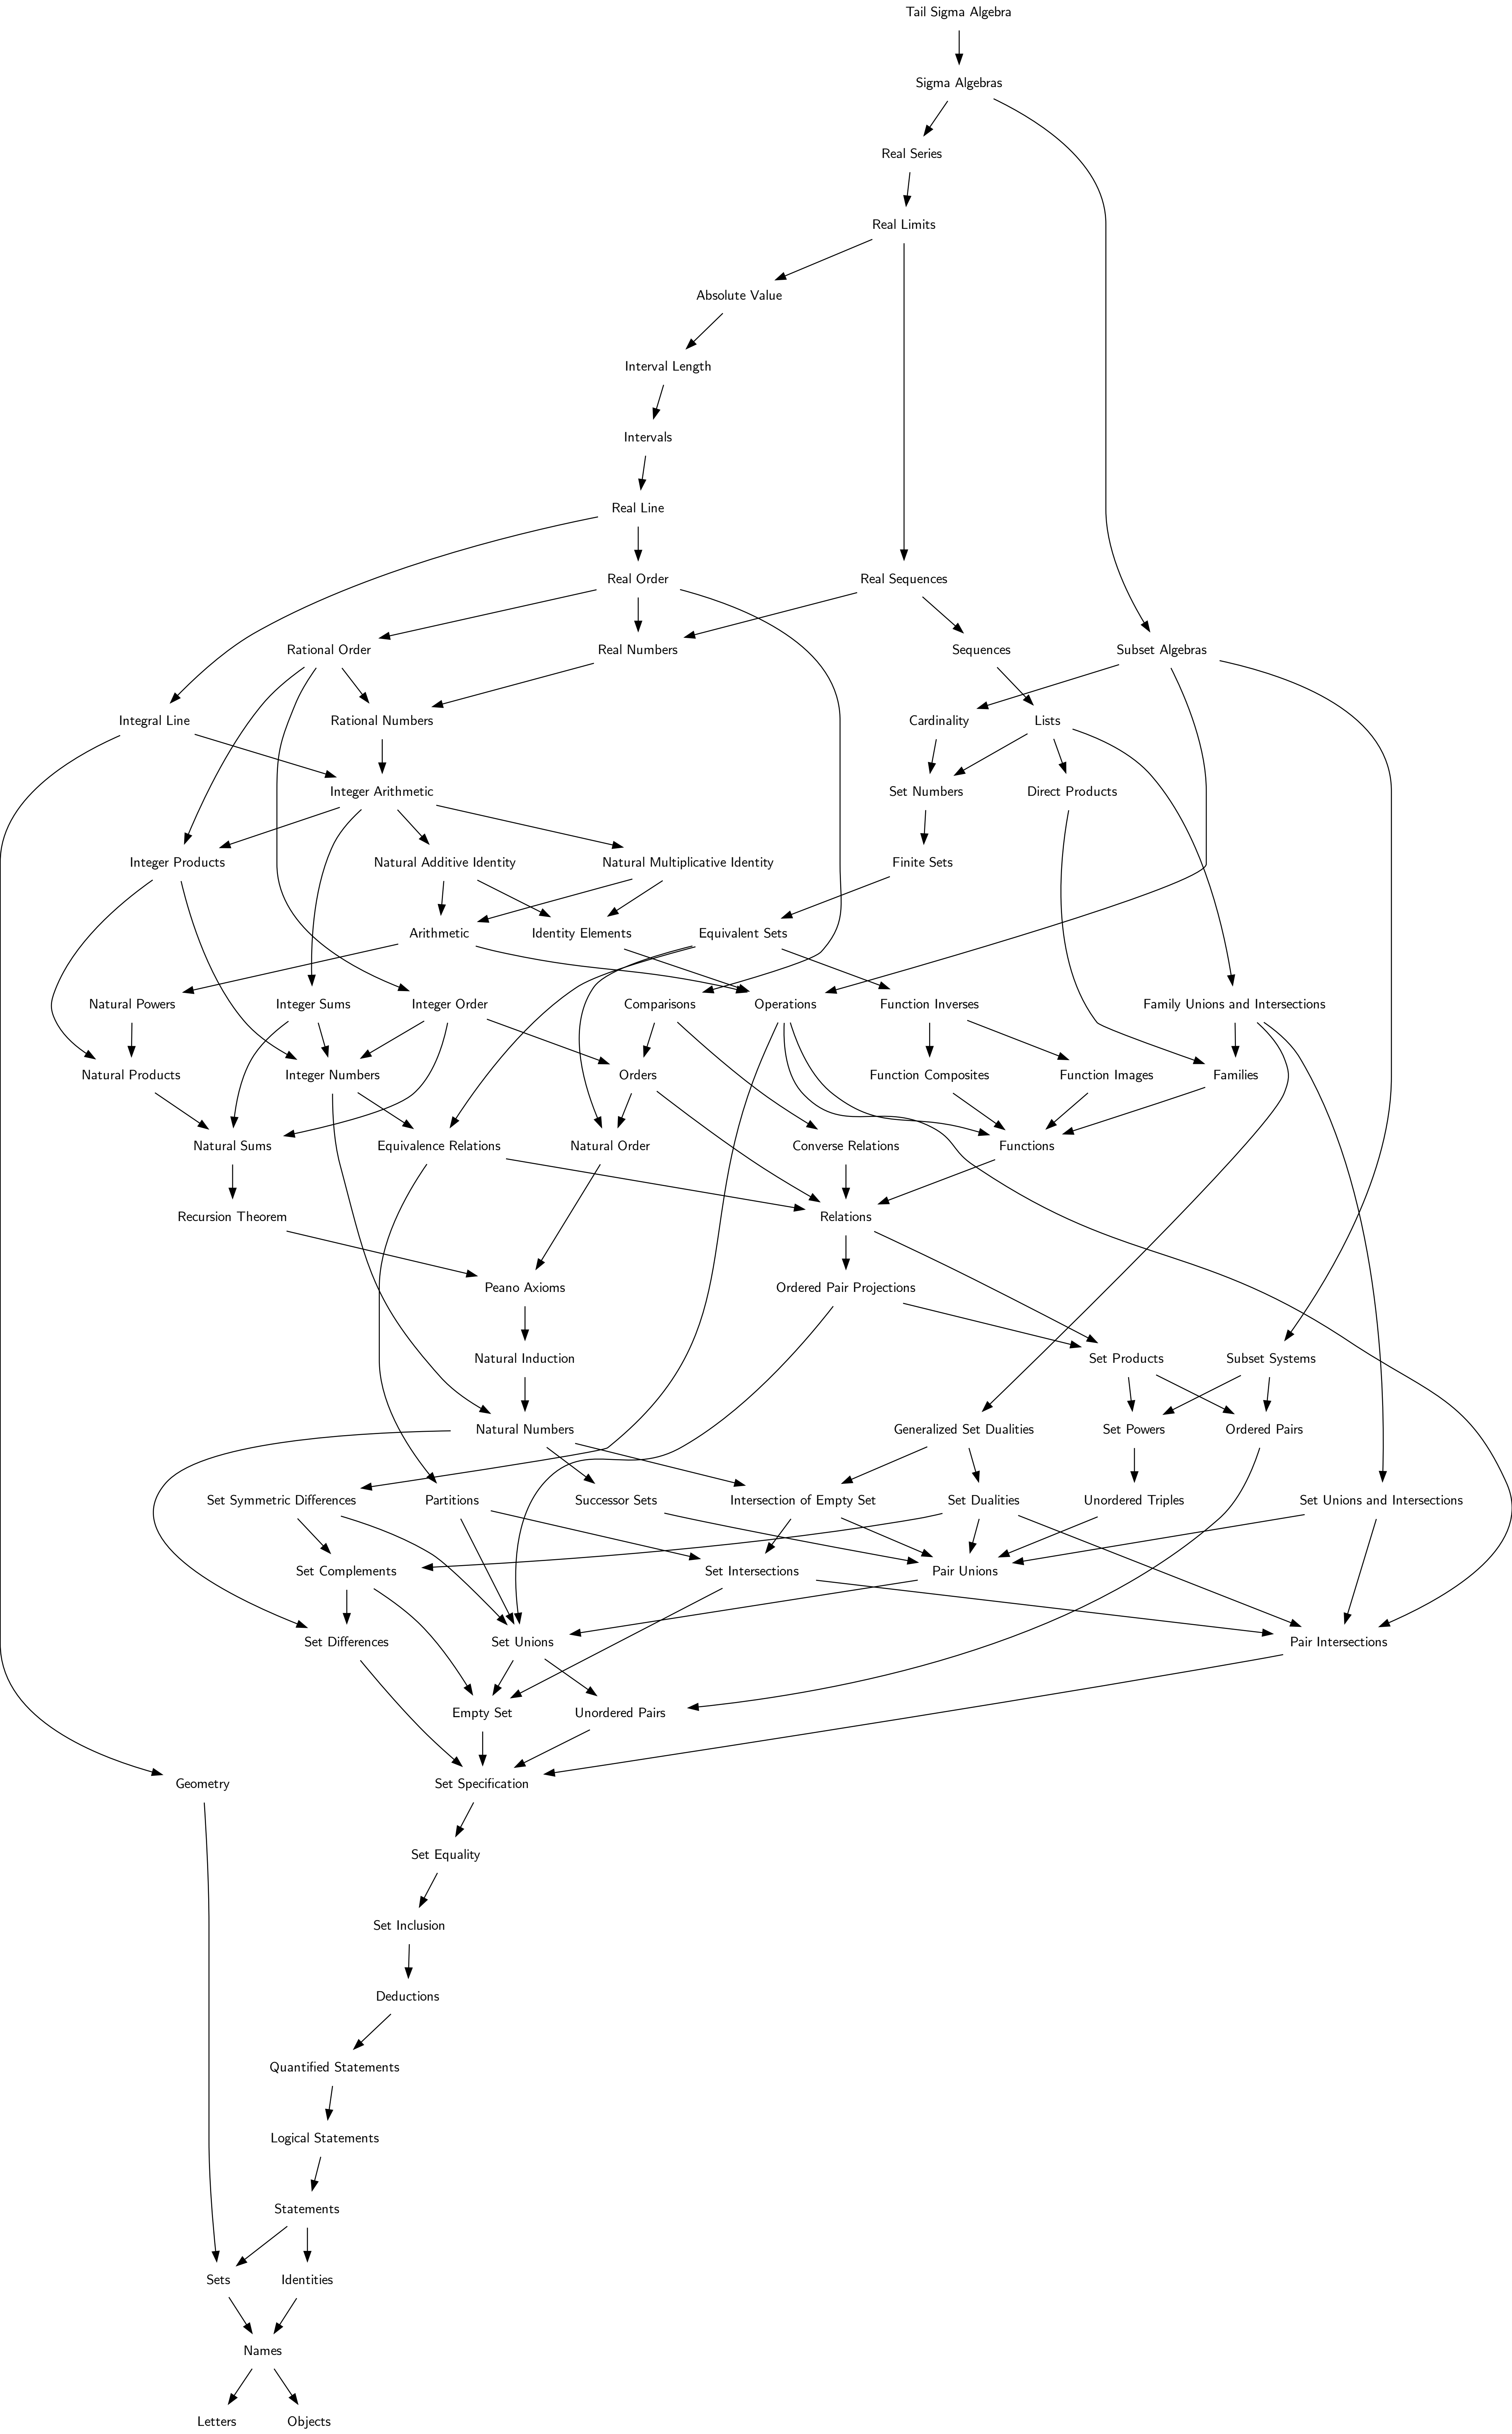 Tail Sigma Algebra
Sigma Algebras
Real Series
Real Limits
Absolute Value
Interval Length
Intervals
Real Line
Real Order
Real Sequences
Rational Order
Real Numbers
Sequences
Subset Algebras
Integral Line
Rational Numbers
Cardinality
Lists
Integer Arithmetic
Set Numbers
Direct Products
Integer Products
Natural Additive Identity
Natural Multiplicative Identity
Finite Sets
Arithmetic
Identity Elements
Equivalent Sets
Natural Powers
Integer Sums
Integer Order
Comparisons
Operations
Function Inverses
Family Unions and Intersections
Natural Products
Integer Numbers
Orders
Function Composites
Function Images
Families
Natural Sums
Equivalence Relations
Natural Order
Converse Relations
Functions
Recursion Theorem
Relations
Peano Axioms
Ordered Pair Projections
Natural Induction
Set Products
Subset Systems
Natural Numbers
Generalized Set Dualities
Set Powers
Ordered Pairs
Set Symmetric Differences
Partitions
Successor Sets
Intersection of Empty Set
Set Dualities
Unordered Triples
Set Unions and Intersections
Set Complements
Set Intersections
Pair Unions
Set Differences
Set Unions
Pair Intersections
Empty Set
Unordered Pairs
Geometry
Set Specification
Set Equality
Set Inclusion
Deductions
Quantified Statements
Logical Statements
Statements
Sets
Identities
Names
Letters
Objects